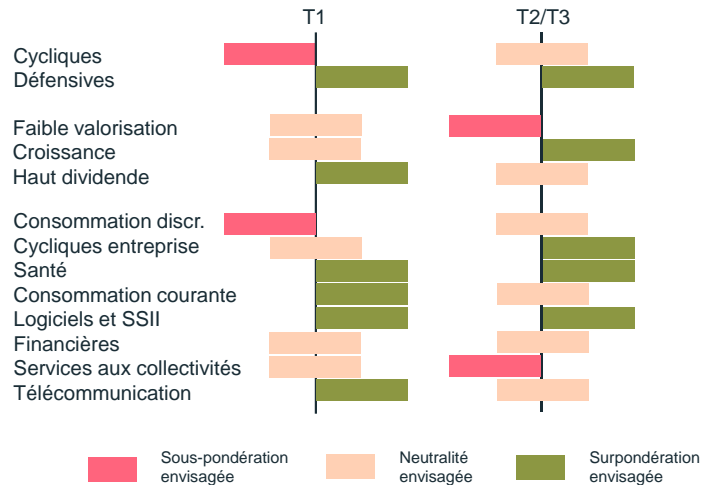 T1 T2/T3
Cycliques
Défensives
Faible valorisation
Croissance
Haut dividende
Consommation discr.
Cycliques entreprise
Santé
Consommation courante
Logiciels et SSII
Financières
Services aux collectivités
Télécommunication
Sous-pondération
envisagée
Neutralité
envisagée
Surpondération
envisagée